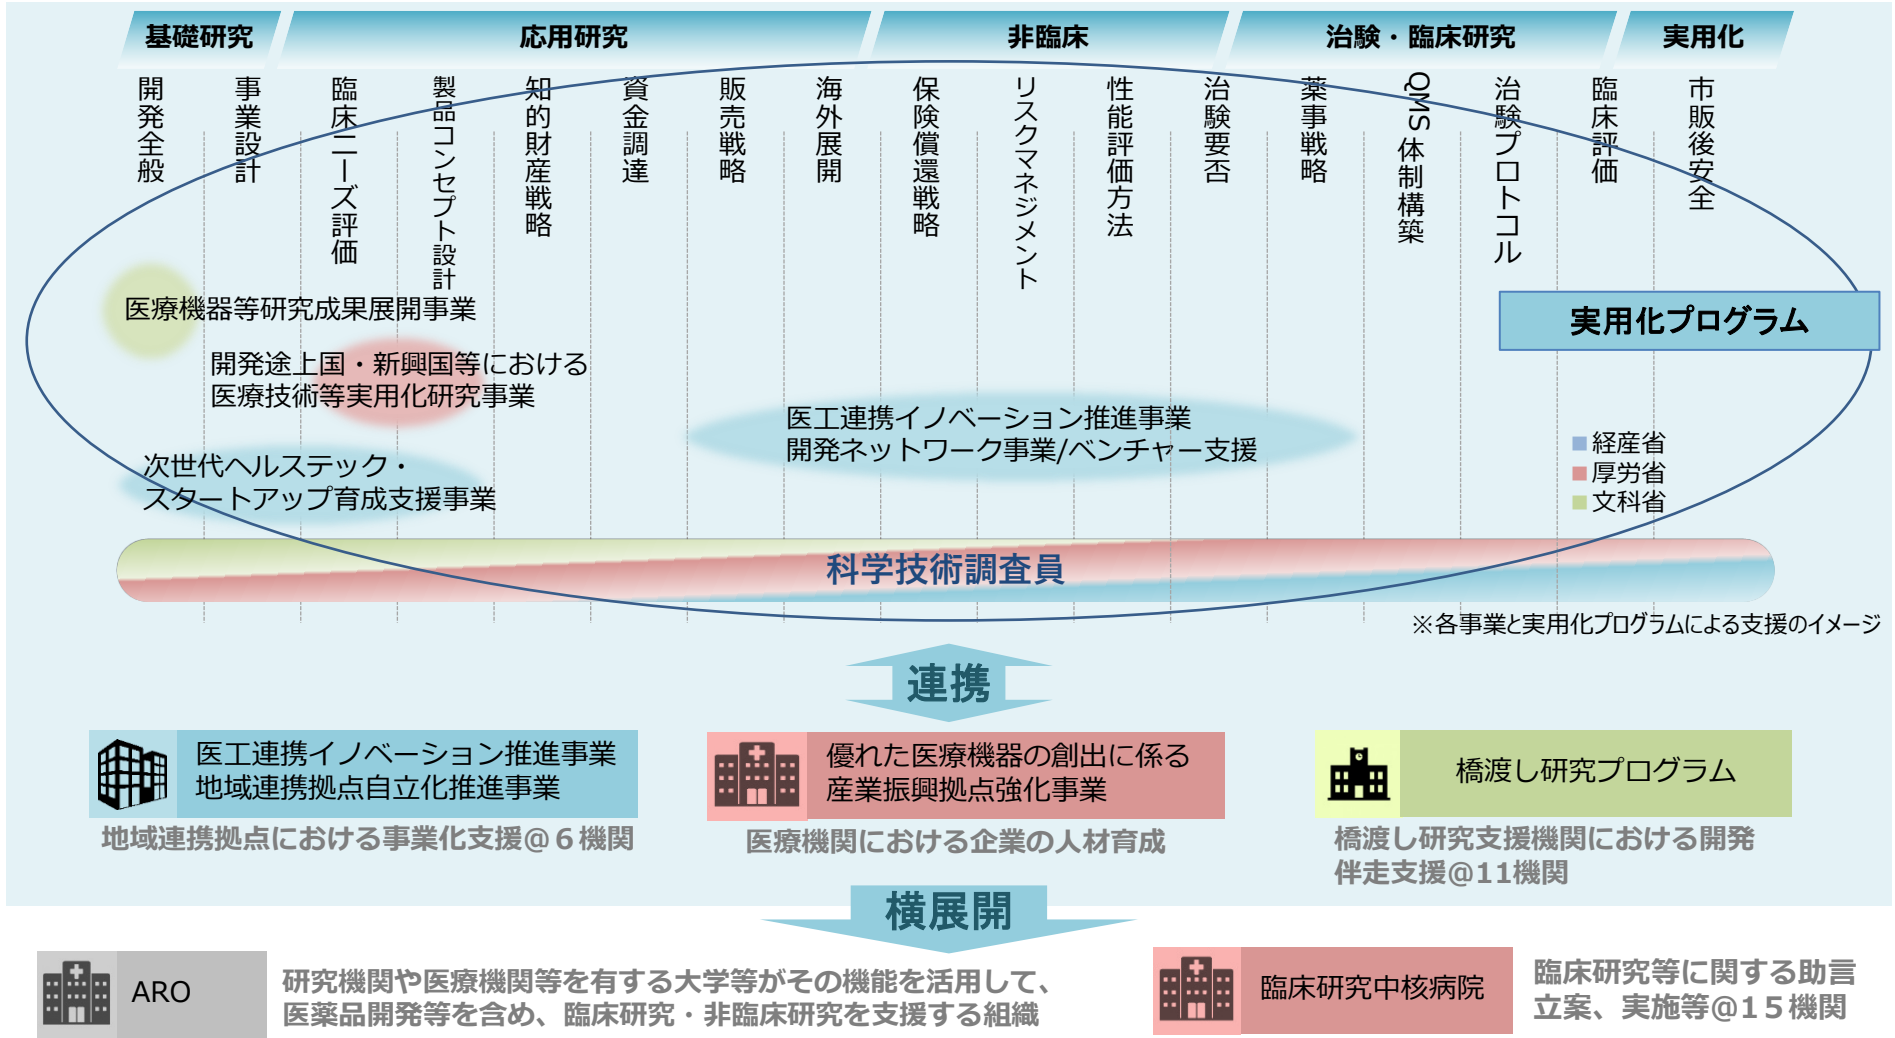 基礎研究
応用研究
非臨床
治験・臨床研究
実用化
開発全般
事業設計
臨床ニーズ評価
製品コンセプト設計
知的財産戦略
資金調達
販売戦略
海外展開
保険償還戦略
リスクマネジメント
性能評価方法
治験要否
薬事戦略
QMS体制構築
治験プロトコル
臨床評価
市販後安全
医療機器等研究成果展開事業
実用化プログラム
開発途上国・新興国等における
医療技術等実用化研究事業
医工連携イノベーション推進事業
開発ネットワーク事業/ベンチャー支援
次世代ヘルステック・
スタートアップ育成支援事業
経産省
厚労省
文科省
科学技術調査員
※各事業と実用化プログラムによる支援のイメージ
連携
医工連携イノベーション推進事業
地域連携拠点自立化推進事業
地域連携拠点における事業化支援@６機関
優れた医療機器の創出に係る
産業振興拠点強化事業
医療機関における企業の人材育成
橋渡し研究プログラム
橋渡し研究支援機関における開発
伴走支援@11機関
横展開
ARO
研究機関や医療機関等を有する大学等がその機能を活用して、
医薬品開発等を含め、臨床研究・非臨床研究を支援する組織
臨床研究中核病院
臨床研究等に関する助言
立案、実施等@1５機関